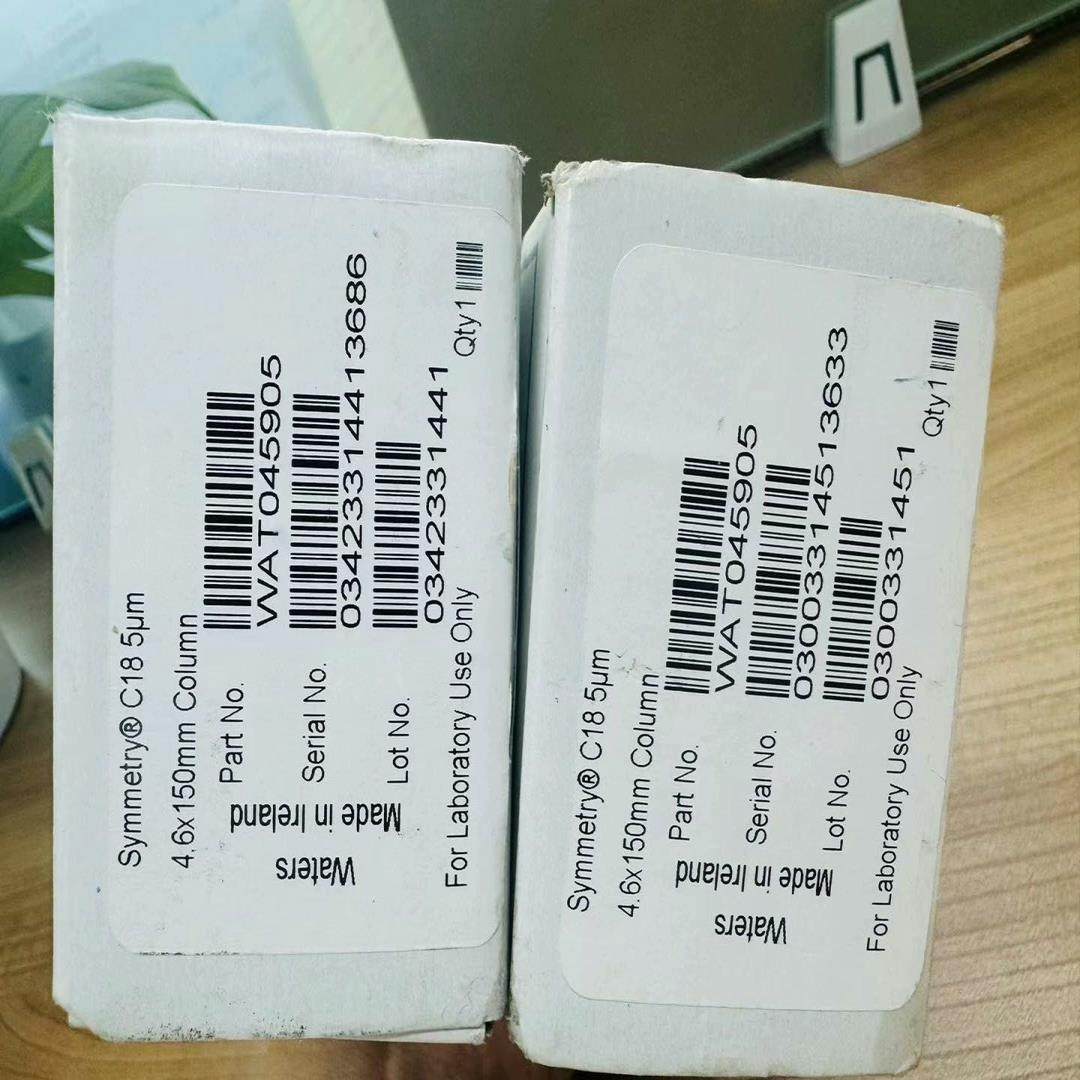 Symmetry® C18 5µm
4.6x150mm Column
Part No.
WAT045905
Serial No.
03423314413686
Lot No.
0342331441
For Laboratory Use Only
Qty1
Made in Ireland
Waters
Symmetry® C18 5µm
4.6x150mm Column
Part No.
WAT045905
Serial No.
03003314513633
Lot No.
0300331451
For Laboratory Use Only
Qty1
Made in Ireland
Waters